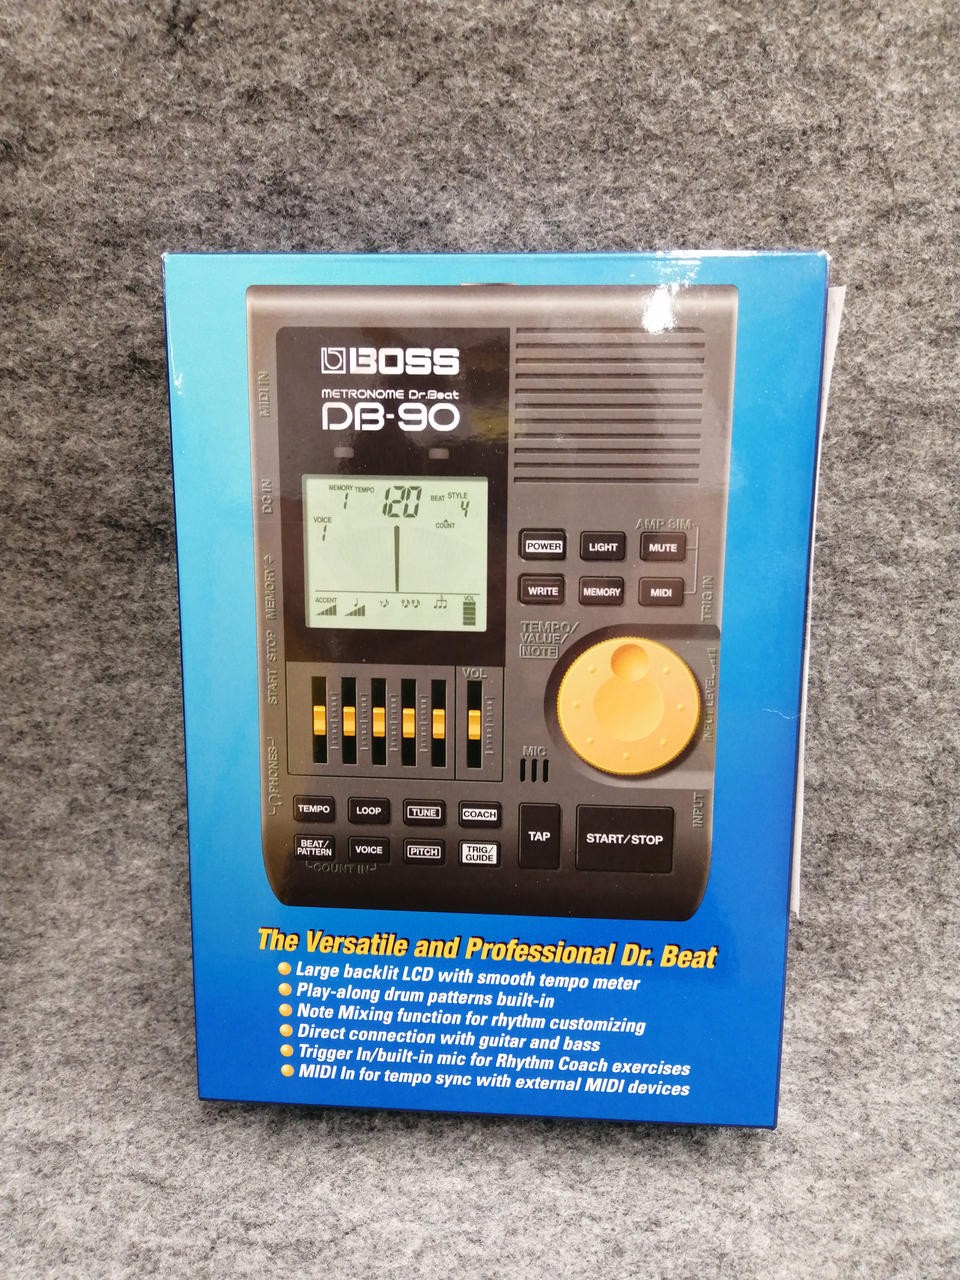 BOSS
METRONOME Dr.Beat
DB-90
MIDI IN
DC IN
MEMORY
START/STOP
PHONES
MEMORY TEMPO BEAT STYLE
1 120 4
VOICE COUNT
1
ACCENT VOL
AMP SIM
POWER LIGHT MUTE
WRITE MEMORY MIDI
TRIG IN
TEMPO/
VALUE/
NOTE
INPUT LEVEL
INPUT
VOL
MIC
TEMPO LOOP TUNE COACH
BEAT/
PATTERN VOICE PITCH TRIG/
GUIDE
COUNT IN
TAP START/STOP
The Versatile and Professional Dr. Beat
Large backlit LCD with smooth tempo meter
Play-along drum patterns built-in
Note Mixing function for rhythm customizing
Direct connection with guitar and bass
Trigger In/built-in mic for Rhythm Coach exercises
MIDI In for tempo sync with external MIDI devices